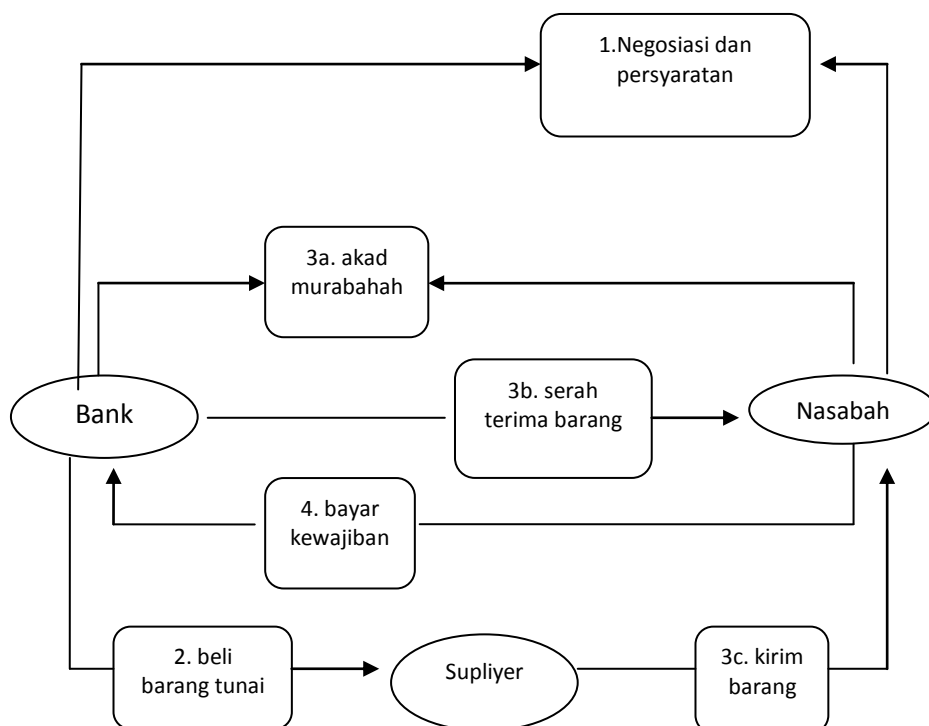 1.Negosiasi dan
persyaratan
3a. akad
murabahah
Bank
3b. serah
terima barang
Nasabah
4. bayar
kewajiban
2. beli
barang tunai
Supliyer
3c. kirim
barang